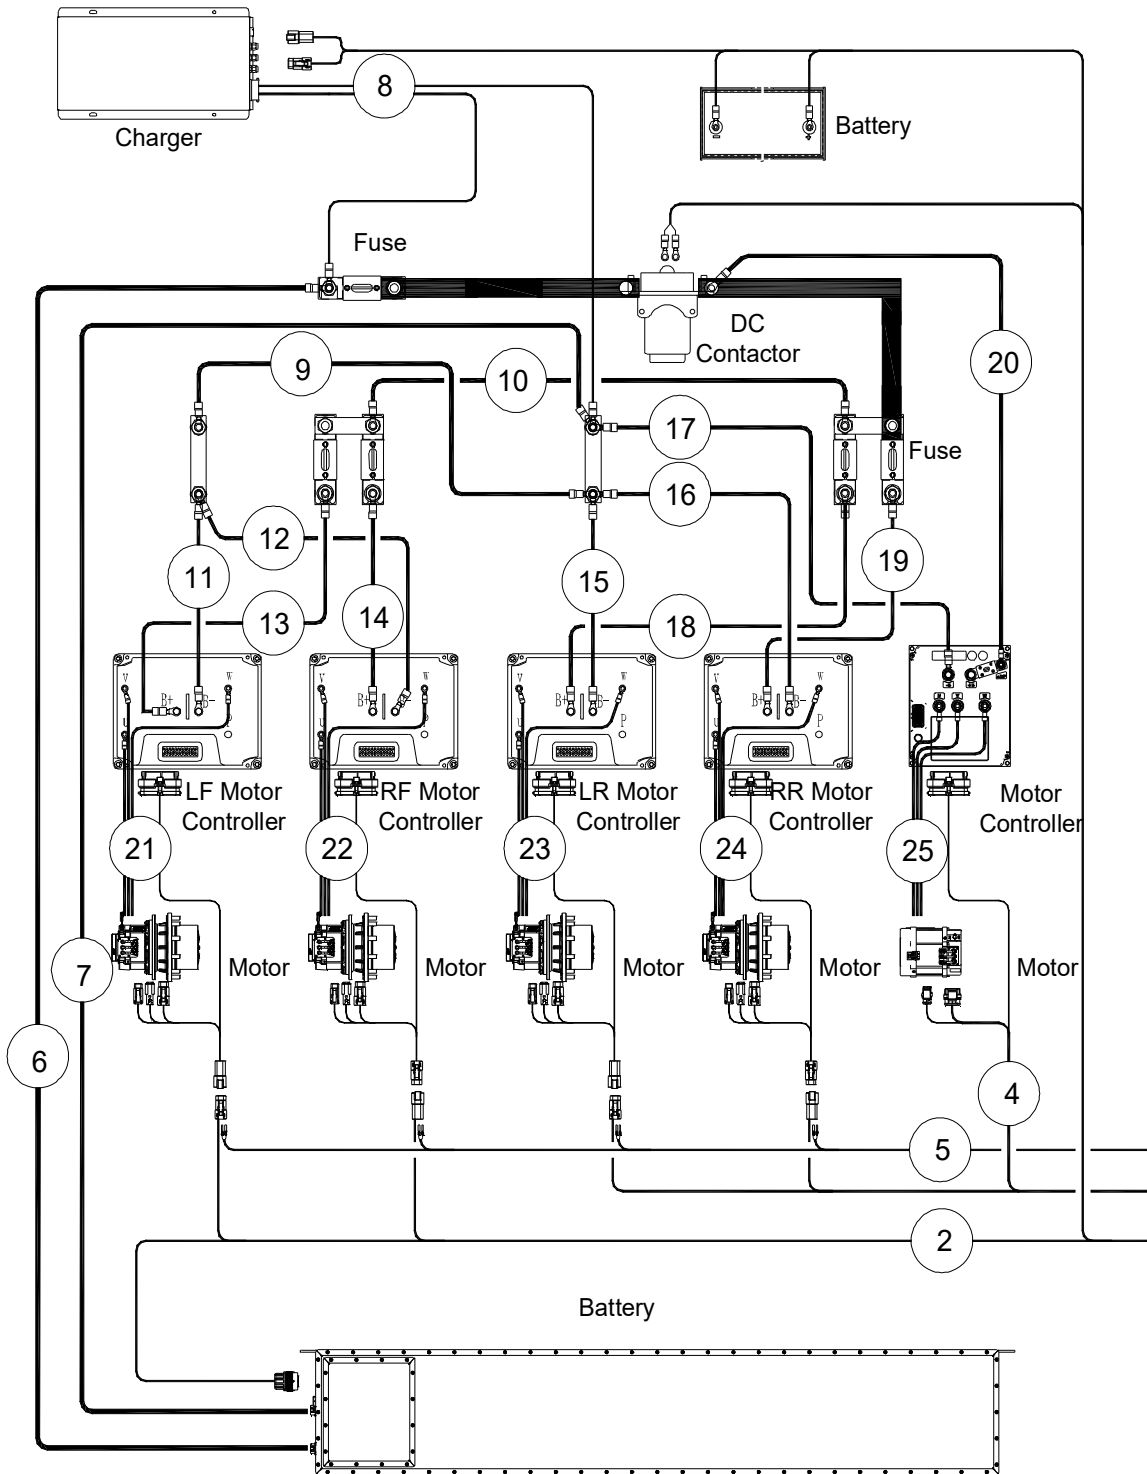 8
Charger
Battery
Fuse
DC
Contactor
20
9
10
17
Fuse
16
12
11
15
19
13
14
18
V
W
B+
B-
U
P
V
W
B+
B-
U
P
V
W
B+
B-
U
P
V
W
B+
B-
U
P
LF Motor
Controller
RF Motor
Controller
LR Motor
Controller
RR Motor
Controller
Motor
Controller
21
22
23
24
25
7
Motor
Motor
Motor
Motor
Motor
6
4
5
2
Battery